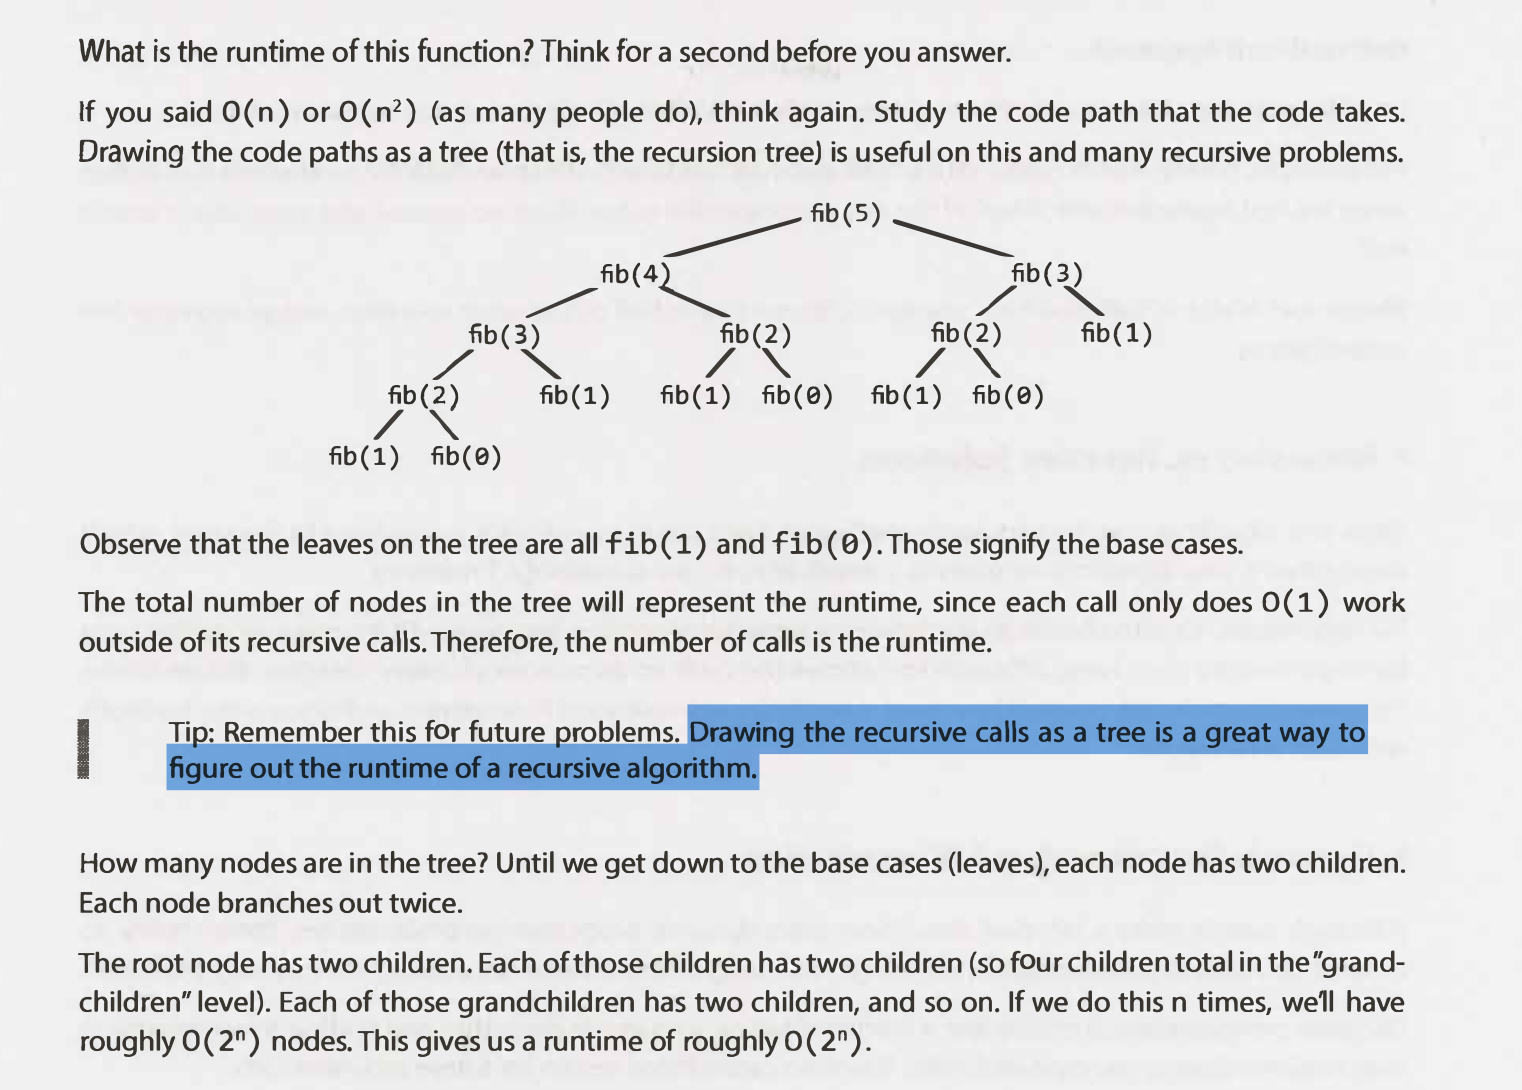 What is the runtime of this function? Think for a second before you answer.
If you said O(n) or O(n²) (as many people do), think again. Study the code path that the code takes.
Drawing the code paths as a tree (that is, the recursion tree) is useful on this and many recursive problems.
fib(5)
fib(4) fib(3)
fib(3) fib(2) fib(2) fib(1)
fib(2) fib(1) fib(1) fib(0) fib(1) fib(0)
fib(1) fib(0)
Observe that the leaves on the tree are all fib(1) and fib(0). Those signify the base cases.
The total number of nodes in the tree will represent the runtime, since each call only does O(1) work
outside of its recursive calls. Therefore, the number of calls is the runtime.
Tip: Remember this for future problems. Drawing the recursive calls as a tree is a great way to
figure out the runtime of a recursive algorithm.
How many nodes are in the tree? Until we get down to the base cases (leaves), each node has two children.
Each node branches out twice.
The root node has two children. Each of those children has two children (so four children total in the "grand-
children" level). Each of those grandchildren has two children, and so on. If we do this n times, we'll have
roughly O(2ⁿ) nodes. This gives us a runtime of roughly O(2ⁿ).